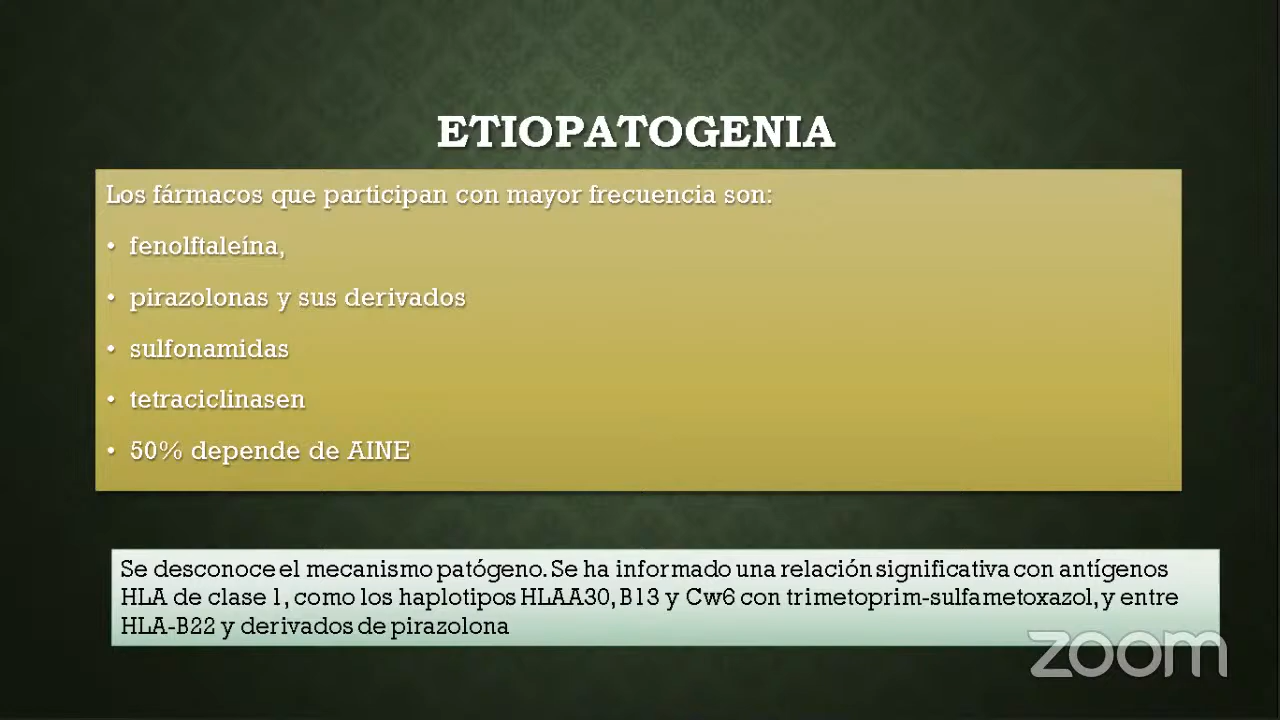 ETIOPATOGENIA
Los fármacos que participan con mayor frecuencia son:
• fenolftaleína,
• pirazolonas y sus derivados
• sulfonamidas
• tetraciclinasen
• 50% depende de AINE
Se desconoce el mecanismo patógeno. Se ha informado una relación significativa con antígenos
HLA de clase 1, como los haplotipos HLAA30, B13 y Cw6 con trimetoprim-sulfametoxazol, y entre
HLA-B22 y derivados de pirazolona
zoom